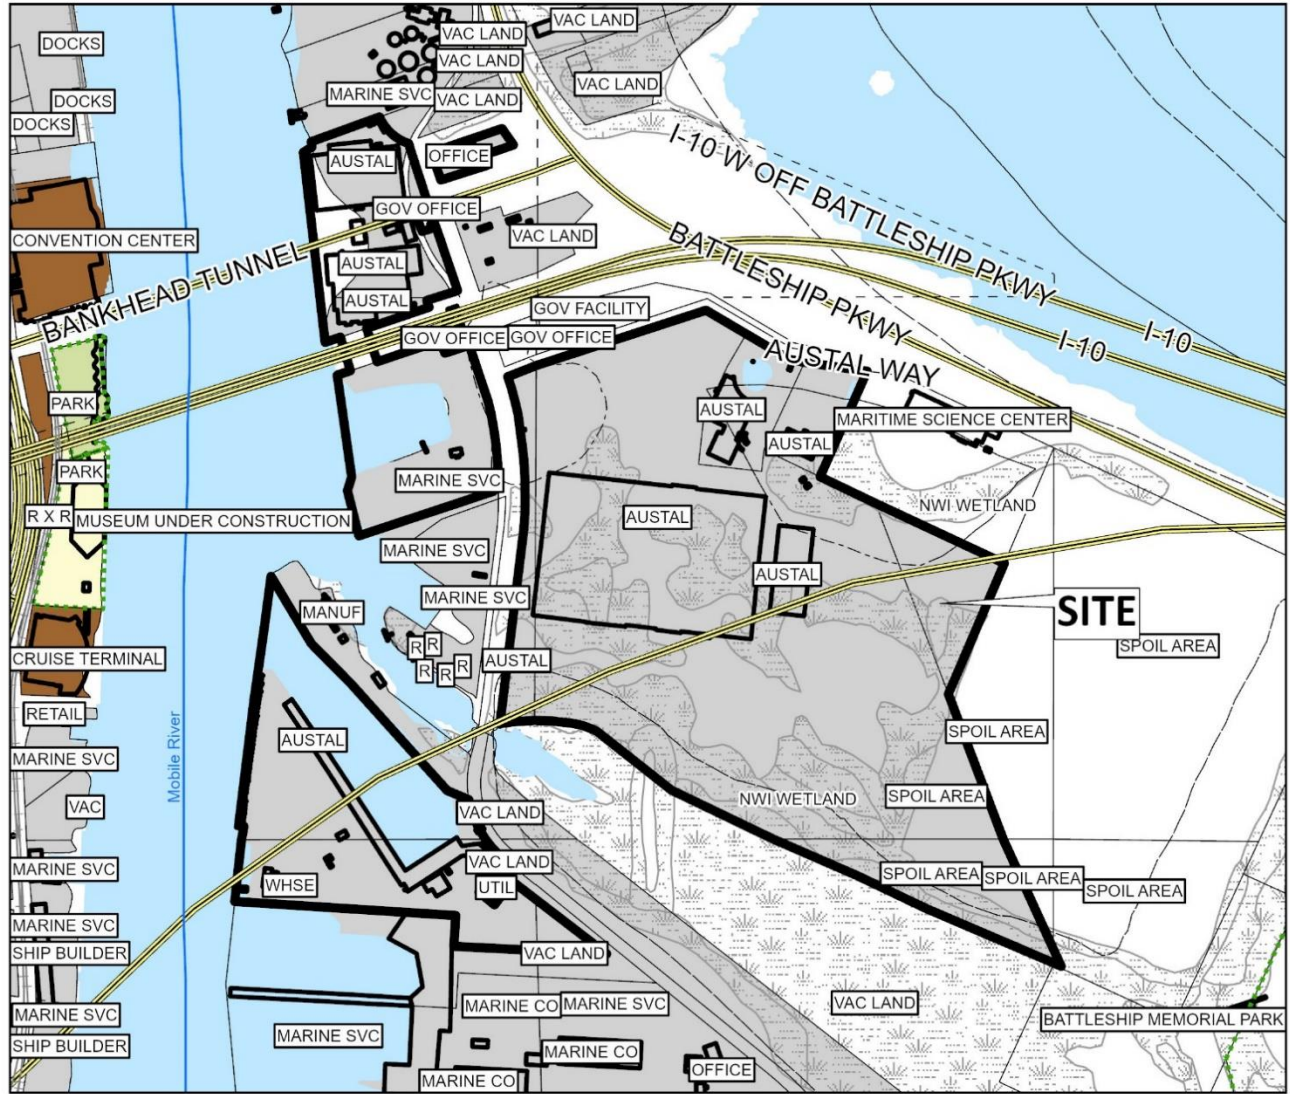 DOCKS
VAC LAND
VAC LAND
VAC LAND
VAC LAND
MARINE SVC
VAC LAND
DOCKS
DOCKS
AUSTAL
OFFICE
I-10 W OFF BATTLESHIP PKWY
GOV OFFICE
CONVENTION CENTER
VAC LAND
BATTLESHIP PKWY
AUSTAL
BANKHEAD TUNNEL
AUSTAL
GOV FACILITY
GOV OFFICE
GOV OFFICE
I-10
I-10
AUSTAL WAY
PARK
AUSTAL
MARITIME SCIENCE CENTER
AUSTAL
PARK
MARINE SVC
NWI WETLAND
R X R
MUSEUM UNDER CONSTRUCTION
AUSTAL
MARINE SVC
AUSTAL
MARINE SVC
MANUF
SITE
R
R
R
R
R
SPOIL AREA
CRUISE TERMINAL
AUSTAL
RETAIL
Mobile River
AUSTAL
SPOIL AREA
MARINE SVC
VAC
NWI WETLAND
SPOIL AREA
VAC LAND
MARINE SVC
VAC LAND
WHSE
UTIL
SPOIL AREA
SPOIL AREA
SPOIL AREA
MARINE SVC
SHIP BUILDER
VAC LAND
MARINE CO
MARINE SVC
VAC LAND
MARINE SVC
BATTLESHIP MEMORIAL PARK
MARINE SVC
SHIP BUILDER
MARINE CO
OFFICE
MARINE CO